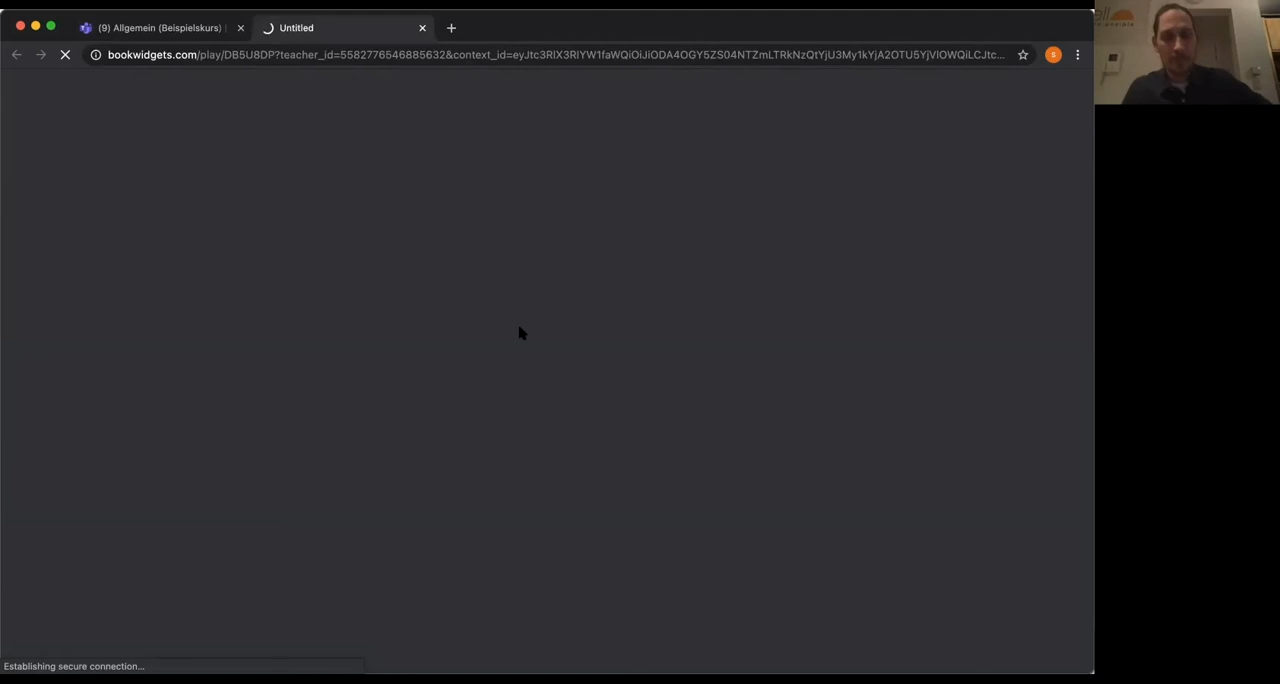 (9) Allgemein (Beispielskurs)
Untitled
bookwidgets.com/play/DB5U8DP?teacher_id=5582776546885632&context_id=eyJtc3RlX3RlYW1faWQiOiJiODA4OGY5ZS04NTZmLTRkNzQtYjU3My1kYjA2OTU5YjVlOWQiLCJtc...
S
Establishing secure connection...